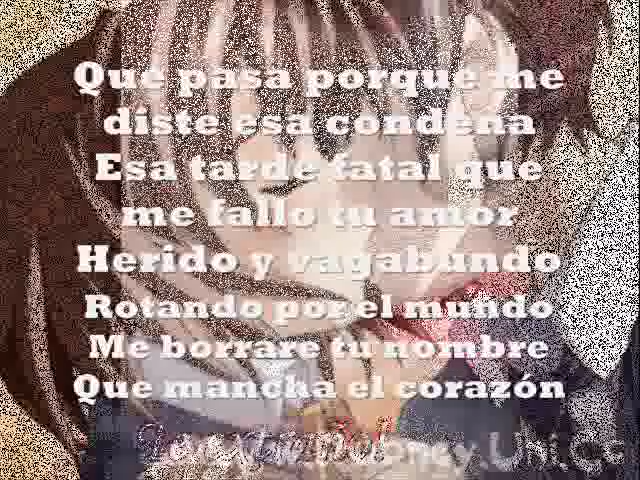 Que pasa porque me
diste esa condena
Esa tarde fatal que
me fallo tu amor
Herido y vagabundo
Rotando por el mundo
Me borrare tu nombre
Que mancha el corazón